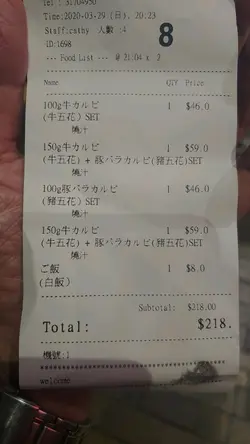 Tel : 31704950
Time:2020-03-29 (日), 20:23
Staff:cathy 人數 :4
iD:1698
8
--- Food List --- @ 21:04 x 2
Name QTY Price
100g牛カルビ 1 $46.0
(牛五花) SET
燒汁
150g牛カルビ 1 $59.0
(牛五花) + 豚バラカルビ(豬五花) SET
燒汁
100g豚バラカルビ 1 $46.0
(豬五花) SET
燒汁
150g牛カルビ 1 $59.0
(牛五花) + 豚バラカルビ(豬五花) SET
燒汁
ご飯 1 $8.0
(白飯)
Subtotal: $218.00
Total: $218.
機號:1
welcome